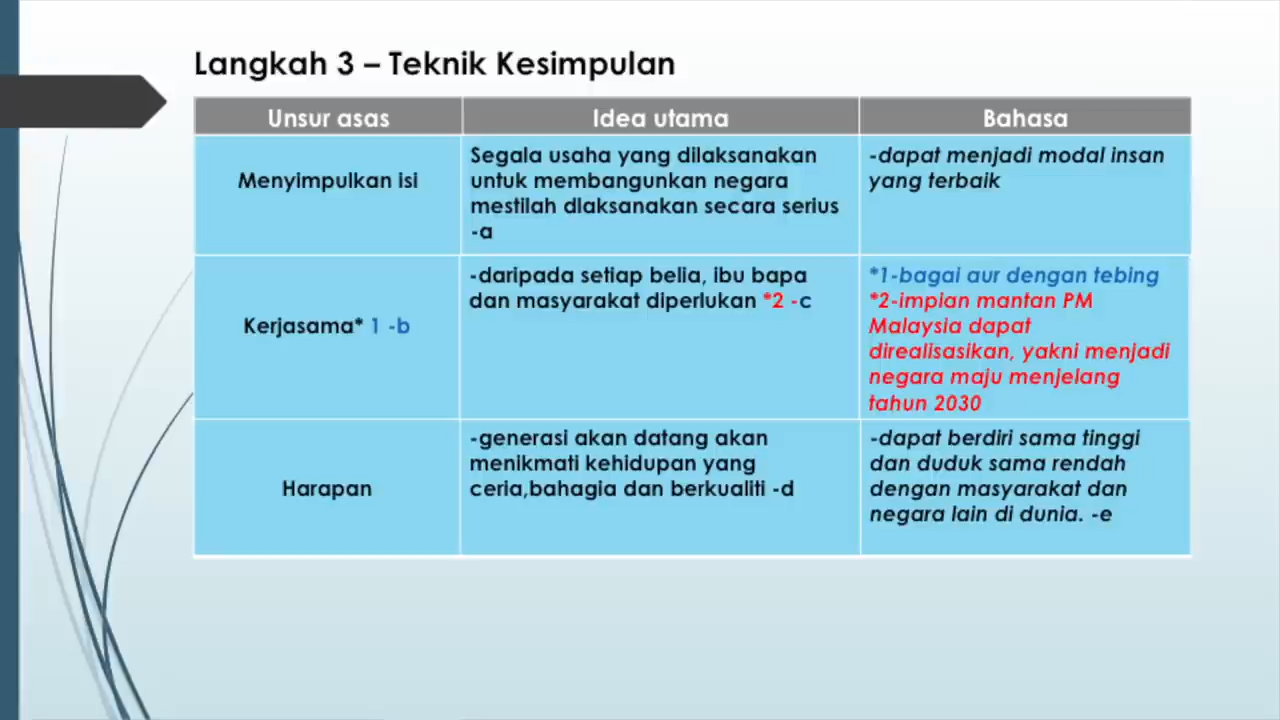 Langkah 3 – Teknik Kesimpulan
Unsur asas
Idea utama
Bahasa
Menyimpulkan isi
Segala usaha yang dilaksanakan
untuk membangunkan negara
mestilah dlaksanakan secara serius
-a
-dapat menjadi modal insan
yang terbaik
Kerjasama* 1 -b
-daripada setiap belia, ibu bapa
dan masyarakat diperlukan *2 -c
*1-bagai aur dengan tebing
*2-impian mantan PM
Malaysia dapat
direalisasikan, yakni menjadi
negara maju menjelang
tahun 2030
Harapan
-generasi akan datang akan
menikmati kehidupan yang
ceria,bahagia dan berkualiti -d
-dapat berdiri sama tinggi
dan duduk sama rendah
dengan masyarakat dan
negara lain di dunia. -e